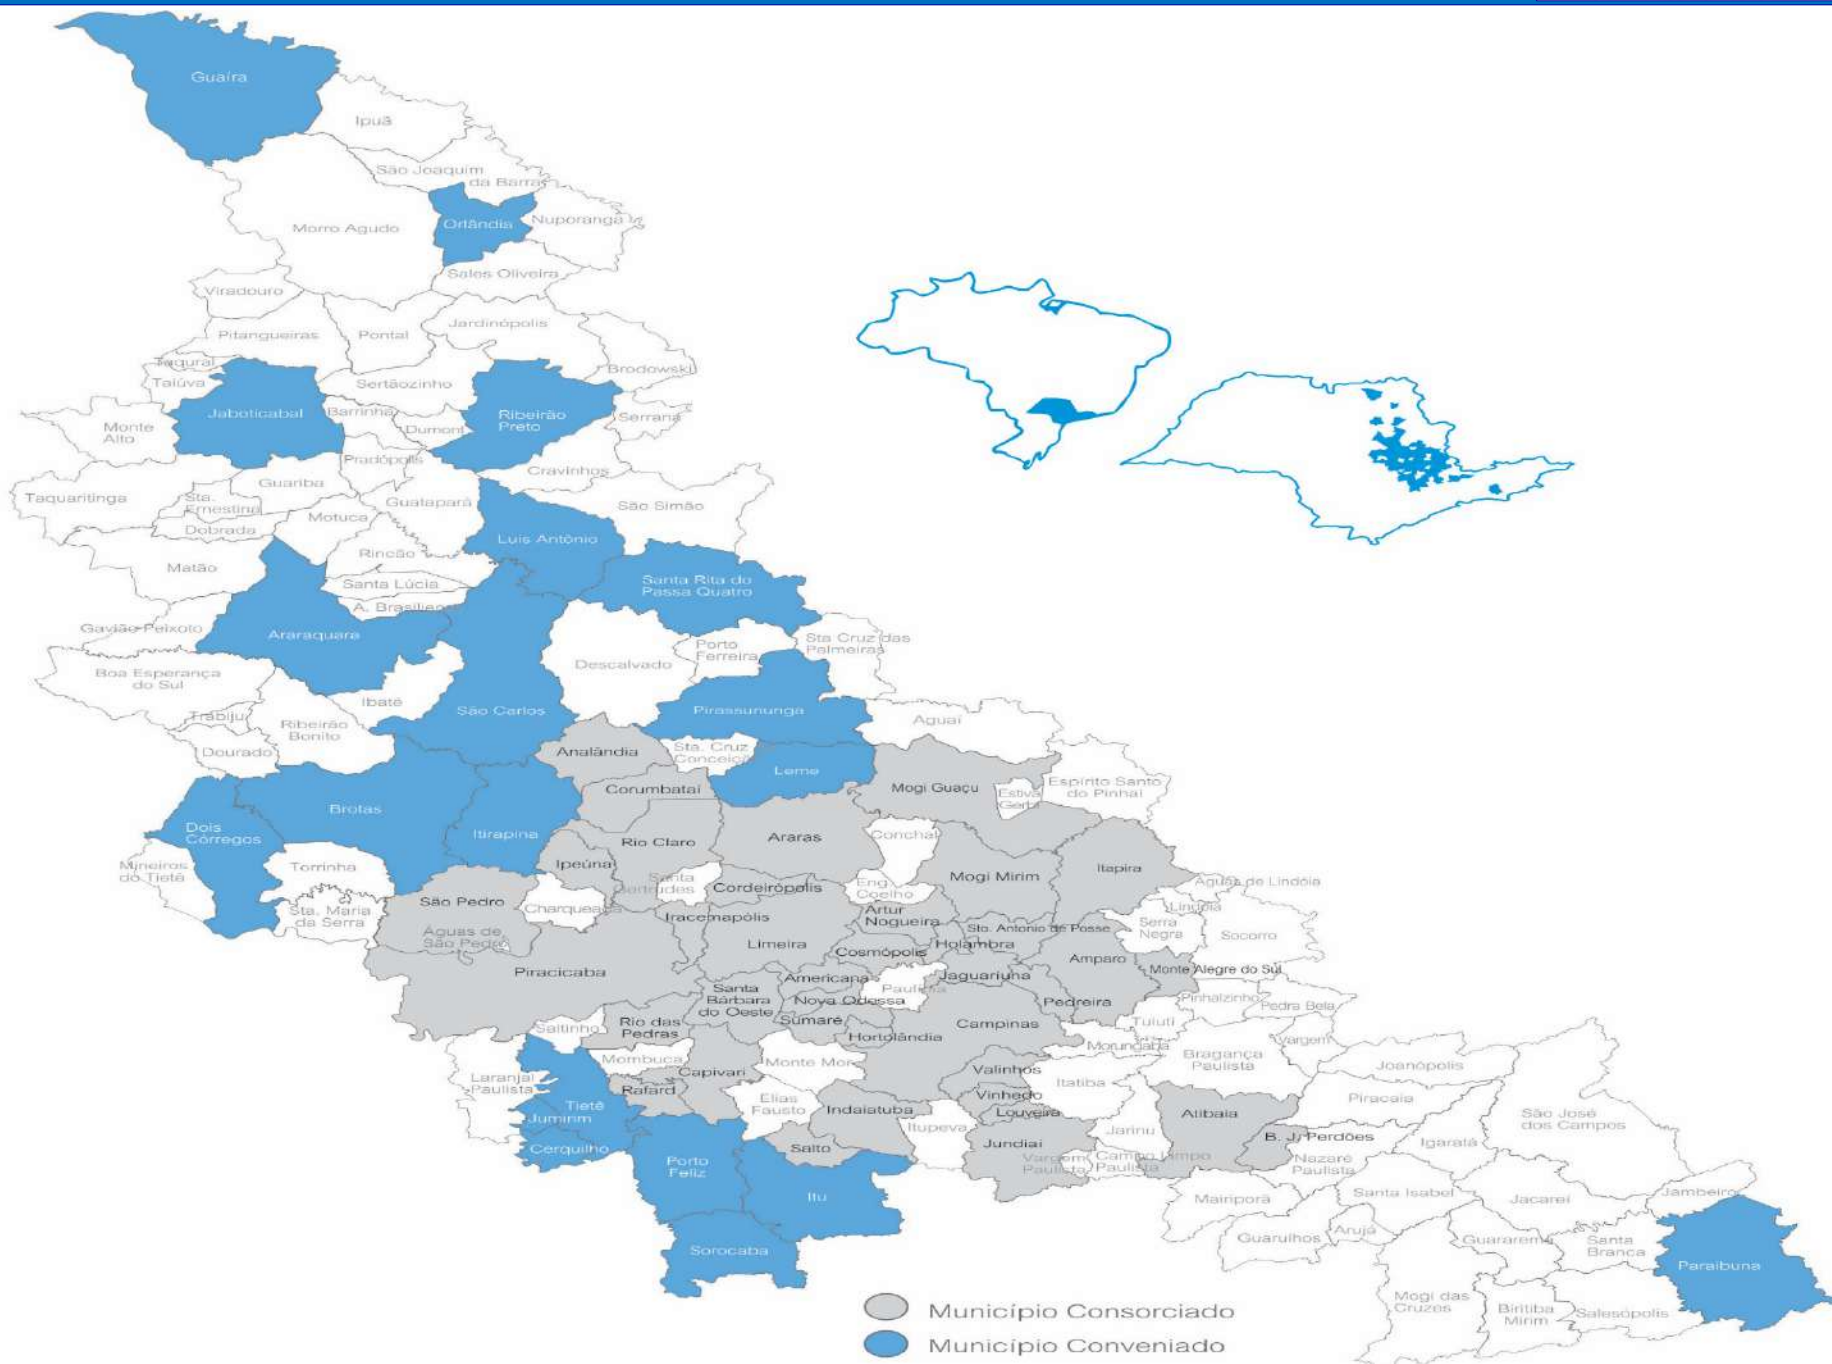 Guaíra
Ipuã
São Joaquim
da Barra
Morro Agudo
Orlândia
Nuporanga
Sales Oliveira
Viradouro
Pitangueiras
Pontal
Jardinópolis
Taqural
Taiúva
Sertãozinho
Brodowski
Monte
Alto
Jaboticabal
Barrinha
Dumont
Ribeirão
Preto
Serrana
Pradópolis
Cravinhos
Taquaritinga
Sta.
Ernestina
Guariba
Guatapará
São Simão
Dobrada
Motuca
Luis Antônio
Matão
Rincão
Santa Lúcia
Santa Rita do
Passa Quatro
A. Brasiliense
Gavião Peixoto
Araraquara
Boa Esperança
do Sul
Descalvado
Porto
Ferreira
Sta Cruz das
Palmeiras
Trabiju
Ibaté
São Carlos
Pirassununga
Aguaí
Ribeirão
Bonito
Dourado
Analândia
Sta. Cruz
Conceiçã
Leme
Corumbataí
Mogi Guaçu
Estiva
Gerbi
Espírito Santo
do Pinhal
Dois
Córregos
Brotas
Itirapina
Rio Claro
Araras
Conchal
Mineiros
do Tietê
Torrinha
Ipeúna
Santa
Gertrudes
Cordeirópolis
Eng.
Coelho
Mogi Mirim
Itapira
Águas de Lindóia
Lindóia
Sta. Maria
da Serra
São Pedro
Charqueada
Iracemapólis
Artur
Nogueira
Sto. Antonio de Posse
Serra
Negra
Socorro
Águas de
São Pedro
Limeira
Cosmópolis
Holambra
Amparo
Monte Alegre do Sul
Piracicaba
Americana
Paulínia
Jaguariuna
Santa
Bárbara
do Oeste
Nova Odessa
Pedreira
Pinhalzinho
Pedra Bela
Saltinho
Rio das
Pedras
Sumaré
Hortolândia
Campinas
Tuiuti
Vargem
Mombuca
Monte Mor
Morungaba
Bragança
Paulista
Joanópolis
Laranjal
Paulista
Capivari
Rafard
Valinhos
Itatiba
Tietê
Jumirim
Elias
Fausto
Indaiatuba
Vinhedo
Louveira
Atibaia
Piracaia
São José
dos Campos
Cerquilho
Salto
Itupeva
Jundiaí
Jarinu
B. J. Perdões
Igaratá
Porto
Feliz
Vargem
Paulista
Campo Limpo
Paulista
Nazaré
Paulista
Itu
Mairiporã
Santa Isabel
Jacareí
Jambeiro
Sorocaba
Guarulhos
Arujá
Guararema
Santa
Branca
Paraibuna
Mogi das
Cruzes
Biritiba
Mirim
Salesópolis
Município Consorciado
Município Conveniado